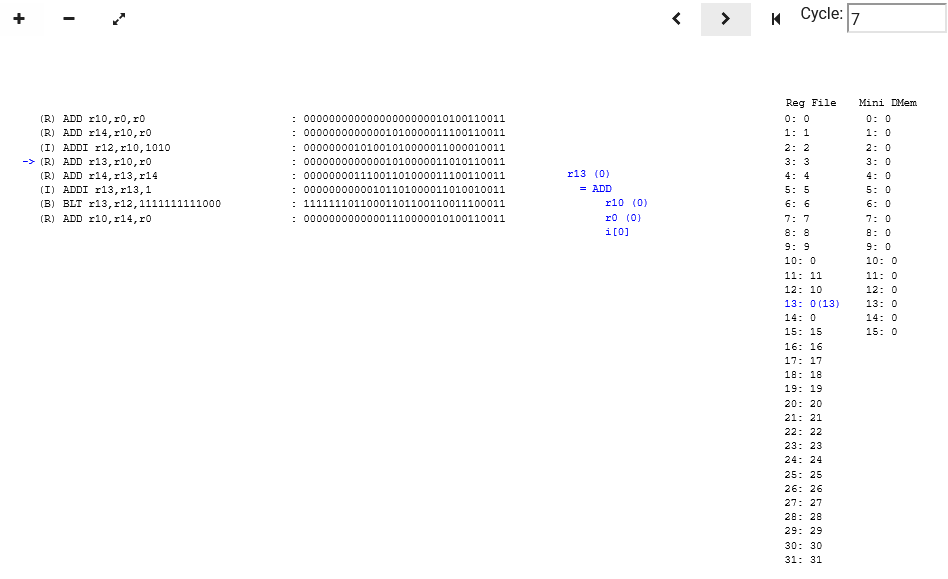 Cycle: 7
Reg File Mini DMem
(R) ADD r10,r0,r0 : 00000000000000000000010100110011
(R) ADD r14,r10,r0 : 00000000000001010000011100110011
(I) ADDI r12,r10,1010 : 00000000101001010000011000010011
-> (R) ADD r13,r10,r0 : 00000000000001010000011010110011
(R) ADD r14,r13,r14 : 00000000111001101000011100110011
(I) ADDI r13,r13,1 : 00000000000101101000011010010011
(B) BLT r13,r12,1111111111000 : 11111110110001101100110011100011
(R) ADD r10,r14,r0 : 00000000000001110000010100110011
r13 (0)
= ADD
r10 (0)
r0 (0)
i[0]
0: 0 0: 0
1: 1 1: 0
2: 2 2: 0
3: 3 3: 0
4: 4 4: 0
5: 5 5: 0
6: 6 6: 0
7: 7 7: 0
8: 8 8: 0
9: 9 9: 0
10: 0 10: 0
11: 11 11: 0
12: 10 12: 0
13: 0(13) 13: 0
14: 0 14: 0
15: 15 15: 0
16: 16
17: 17
18: 18
19: 19
20: 20
21: 21
22: 22
23: 23
24: 24
25: 25
26: 26
27: 27
28: 28
29: 29
30: 30
31: 31